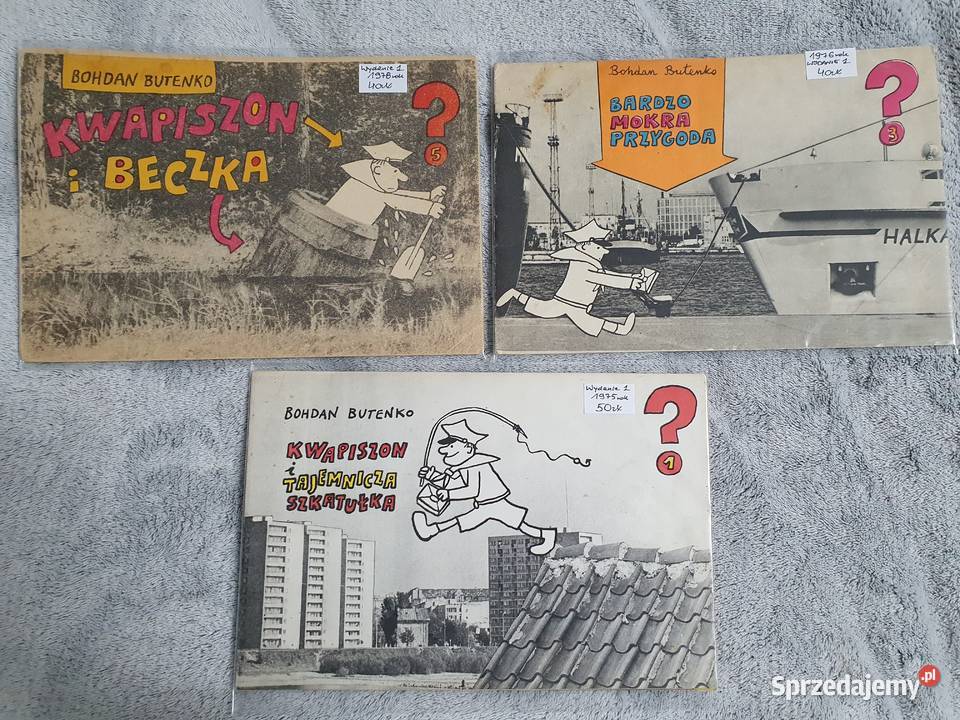 BOHDAN BUTENKO
KWAPISZON
i BECZKA
Wydanie 1
1978 rok
40zł
?
5
Bohdan Butenko
BARDZO
MOKRA
PRZYGODA
1976 rok
WYDANIE 1
40zł
?
3
HALKA
BOHDAN BUTENKO
KWAPISZON
i
TAJEMNICZA
SZKATUŁKA
Wydanie 1
1975 rok
50zł
?
1
Sprzedajemy.pl